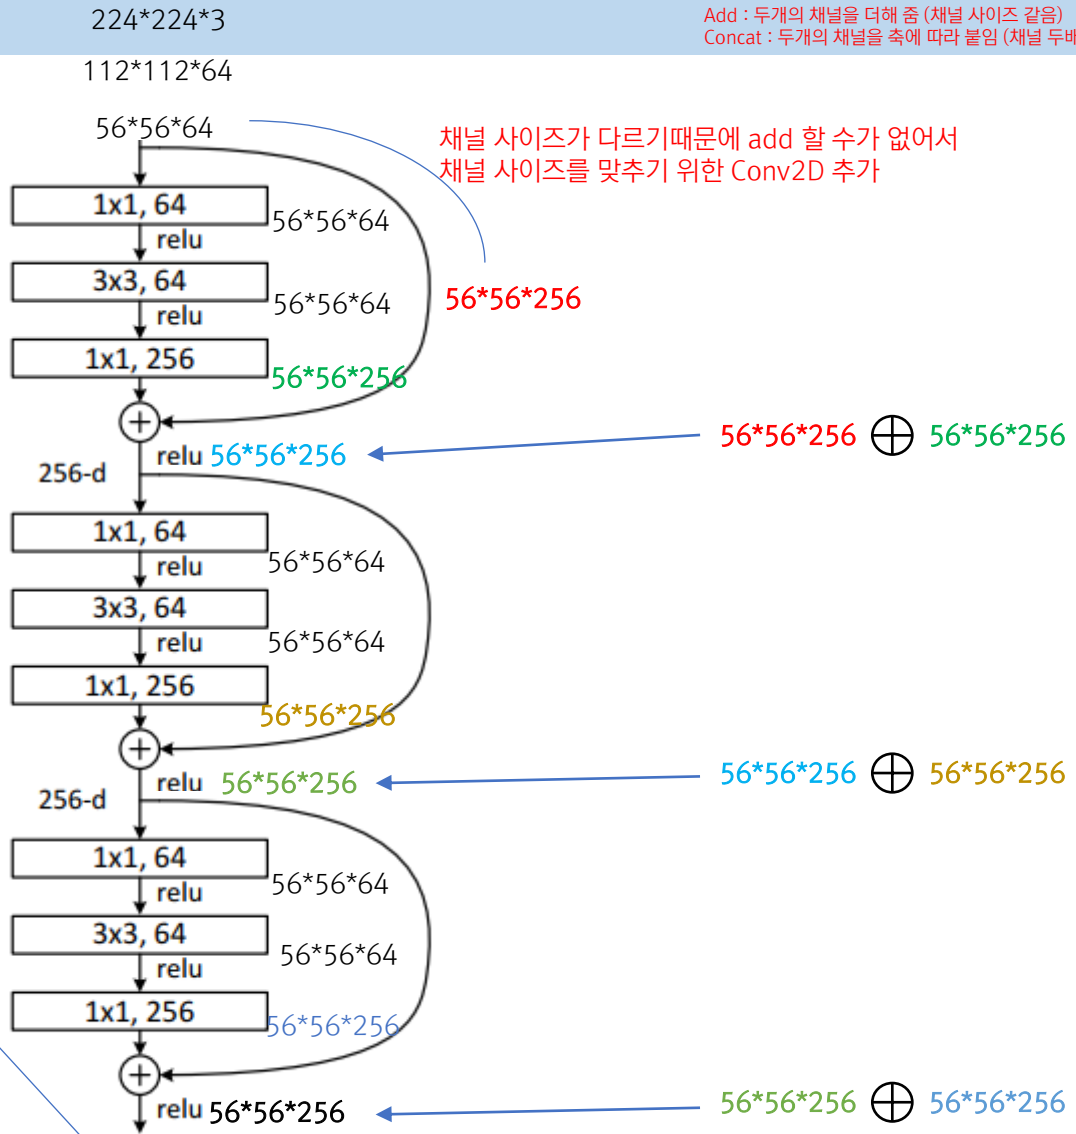 224*224*3
Add : 두개의 채널을 더해 줌 (채널 사이즈 같음)
Concat : 두개의 채널을 축에 따라 붙임 (채널 두배
112*112*64
56*56*64
채널 사이즈가 다르기때문에 add 할 수가 없어서
채널 사이즈를 맞추기 위한 Conv2D 추가
1x1, 64
56*56*64
relu
3x3, 64
56*56*64
56*56*256
relu
1x1, 256
56*56*256
relu 56*56*256
56*56*256 56*56*256
256-d
1x1, 64
56*56*64
relu
3x3, 64
56*56*64
relu
1x1, 256
56*56*256
relu 56*56*256
56*56*256 56*56*256
256-d
1x1, 64
56*56*64
relu
3x3, 64
56*56*64
relu
1x1, 256
56*56*256
relu 56*56*256
56*56*256 56*56*256